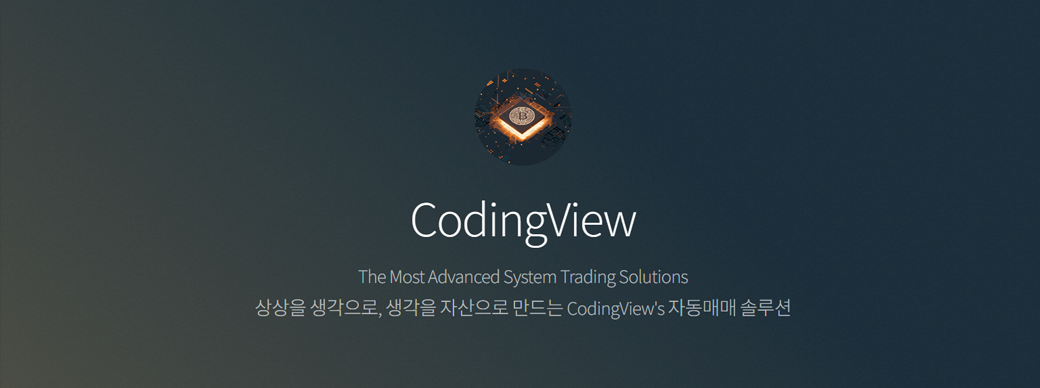 CodingView
The Most Advanced System Trading Solutions
상상을 생각으로, 생각을 자산으로 만드는 CodingView's 자동매매 솔루션